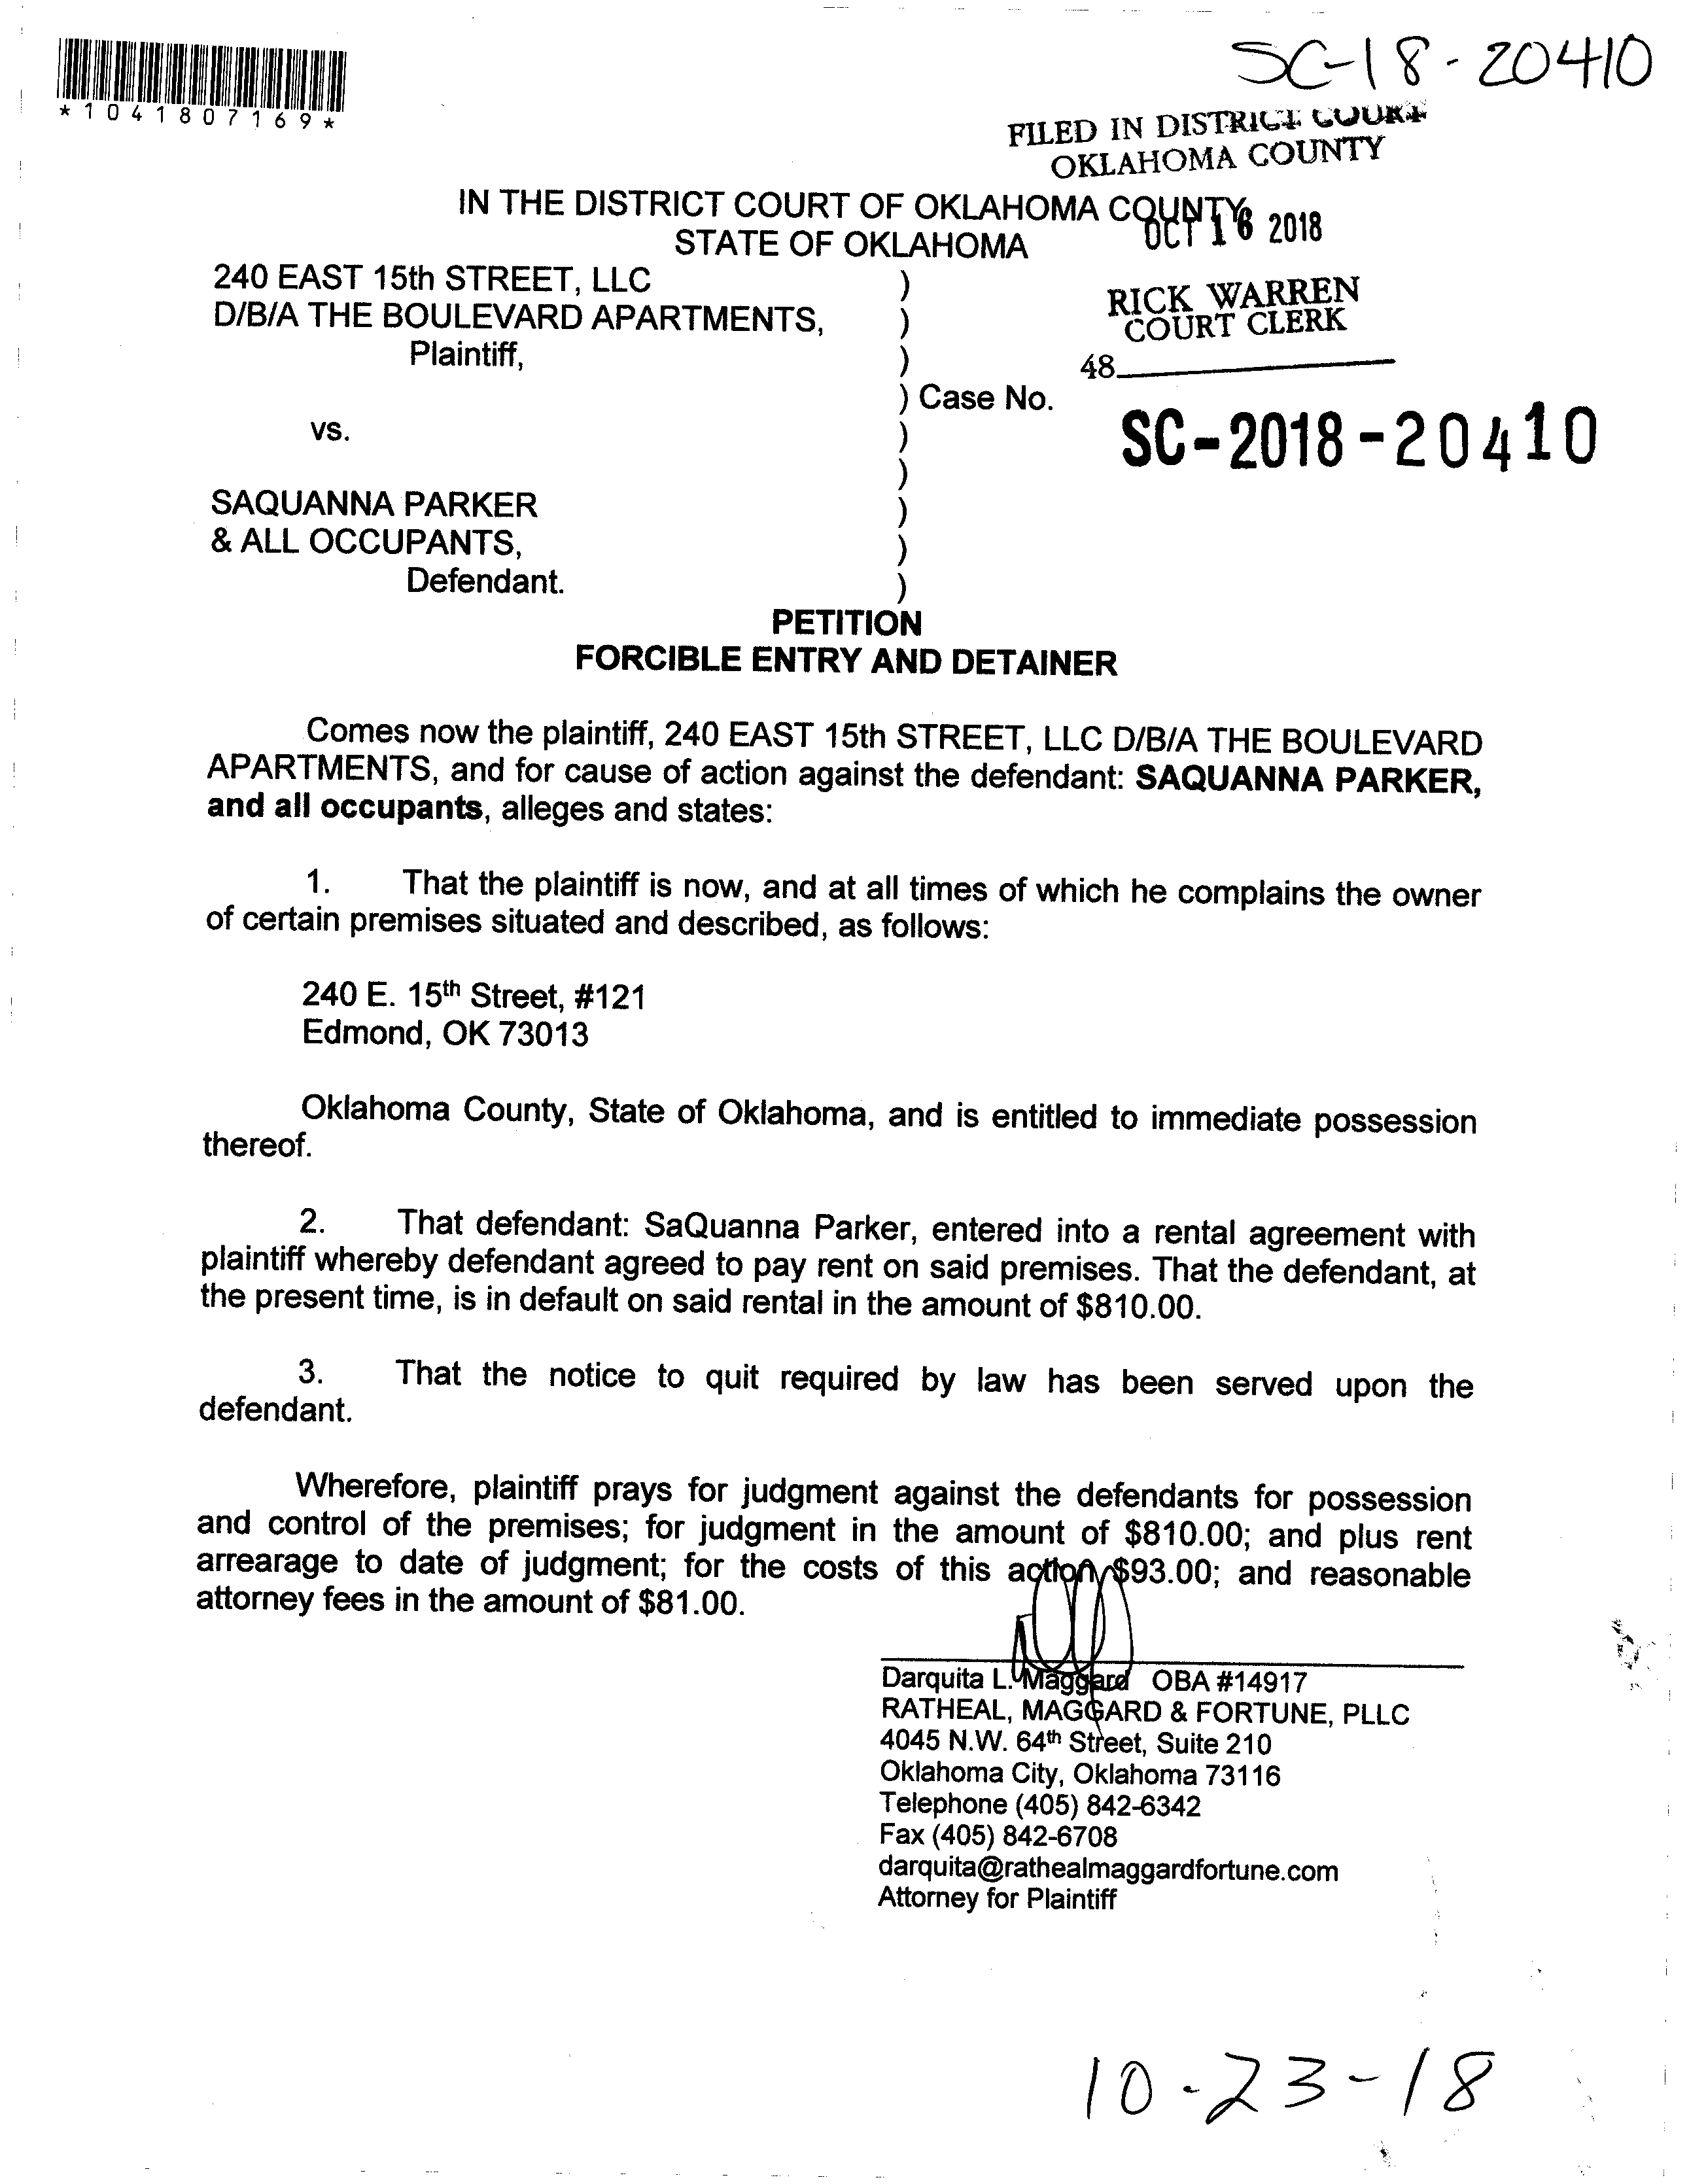 *1041807169*
SC-18-20410
FILED IN DISTRICT COURT
OKLAHOMA COUNTY
IN THE DISTRICT COURT OF OKLAHOMA COUNTY
OCT 16 2018
STATE OF OKLAHOMA
240 EAST 15th STREET, LLC )
D/B/A THE BOULEVARD APARTMENTS, )
RICK WARREN
COURT CLERK
Plaintiff, )
48
) Case No.
SC-2018-20410
vs. )
)
SAQUANNA PARKER )
& ALL OCCUPANTS, )
Defendant. )
PETITION
FORCIBLE ENTRY AND DETAINER
Comes now the plaintiff, 240 EAST 15th STREET, LLC D/B/A THE BOULEVARD
APARTMENTS, and for cause of action against the defendant: SAQUANNA PARKER,
and all occupants, alleges and states:
1. That the plaintiff is now, and at all times of which he complains the owner
of certain premises situated and described, as follows:
240 E. 15th Street, #121
Edmond, OK 73013
Oklahoma County, State of Oklahoma, and is entitled to immediate possession
thereof.
2. That defendant: SaQuanna Parker, entered into a rental agreement with
plaintiff whereby defendant agreed to pay rent on said premises. That the defendant, at
the present time, is in default on said rental in the amount of $810.00.
3. That the notice to quit required by law has been served upon the
defendant.
Wherefore, plaintiff prays for judgment against the defendants for possession
and control of the premises; for judgment in the amount of $810.00; and plus rent
arrearage to date of judgment; for the costs of this action $93.00; and reasonable
attorney fees in the amount of $81.00.
Darquita L. Maggard OBA #14917
RATHEAL, MAGGARD & FORTUNE, PLLC
4045 N.W. 64th Street, Suite 210
Oklahoma City, Oklahoma 73116
Telephone (405) 842-6342
Fax (405) 842-6708
darquita@rathealmaggardfortune.com
Attorney for Plaintiff
10-23-18